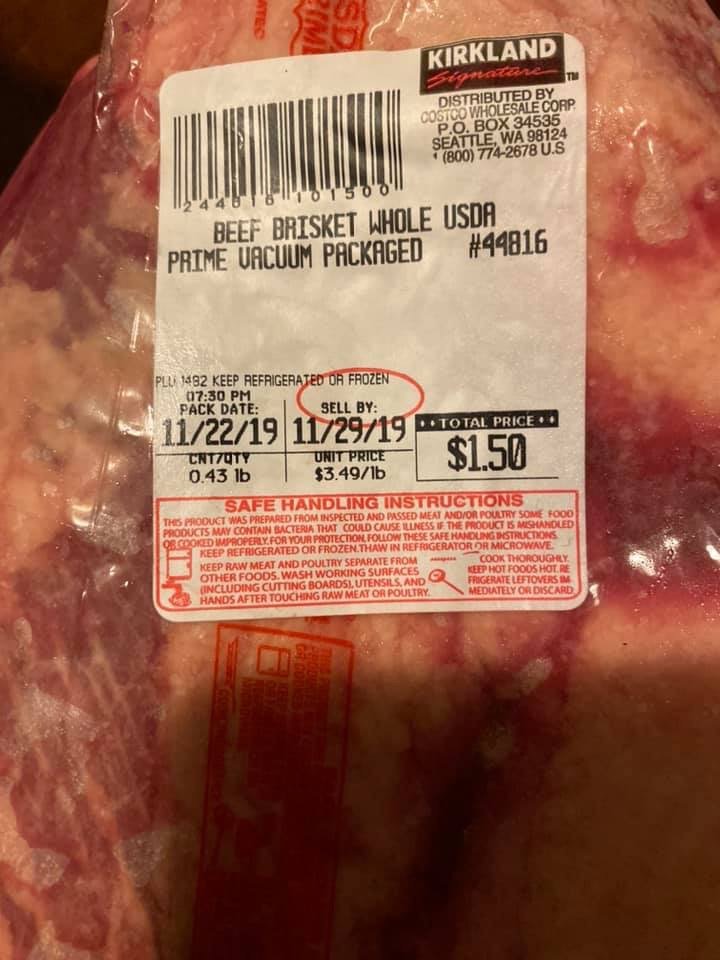 KIRKLAND
Signature™
DISTRIBUTED BY
COSTCO WHOLESALE CORP
P.O. BOX 34535
SEATTLE, WA 98124
(800) 774-2678 U.S
2 44816 101500
BEEF BRISKET WHOLE USDA
PRIME VACUUM PACKAGED #44816
PLU 1482 KEEP REFRIGERATED OR FROZEN
07:30 PM
PACK DATE: SELL BY:
11/22/19 11/29/19
TOTAL PRICE
CNT/QTY UNIT PRICE
0.43 lb $3.49/lb
$1.50
SAFE HANDLING INSTRUCTIONS
THIS PRODUCT WAS PREPARED FROM INSPECTED AND PASSED MEAT AND/OR POULTRY. SOME FOOD
PRODUCTS MAY CONTAIN BACTERIA THAT COULD CAUSE ILLNESS IF THE PRODUCT IS MISHANDLED
OR COOKED IMPROPERLY. FOR YOUR PROTECTION, FOLLOW THESE SAFE HANDLING INSTRUCTIONS.
KEEP REFRIGERATED OR FROZEN. THAW IN REFRIGERATOR OR MICROWAVE.
KEEP RAW MEAT AND POULTRY SEPARATE FROM
OTHER FOODS. WASH WORKING SURFACES
(INCLUDING CUTTING BOARDS), UTENSILS, AND
HANDS AFTER TOUCHING RAW MEAT OR POULTRY.
COOK THOROUGHLY.
KEEP HOT FOODS HOT. RE
FRIGERATE LEFTOVERS IM
MEDIATELY OR DISCARD.